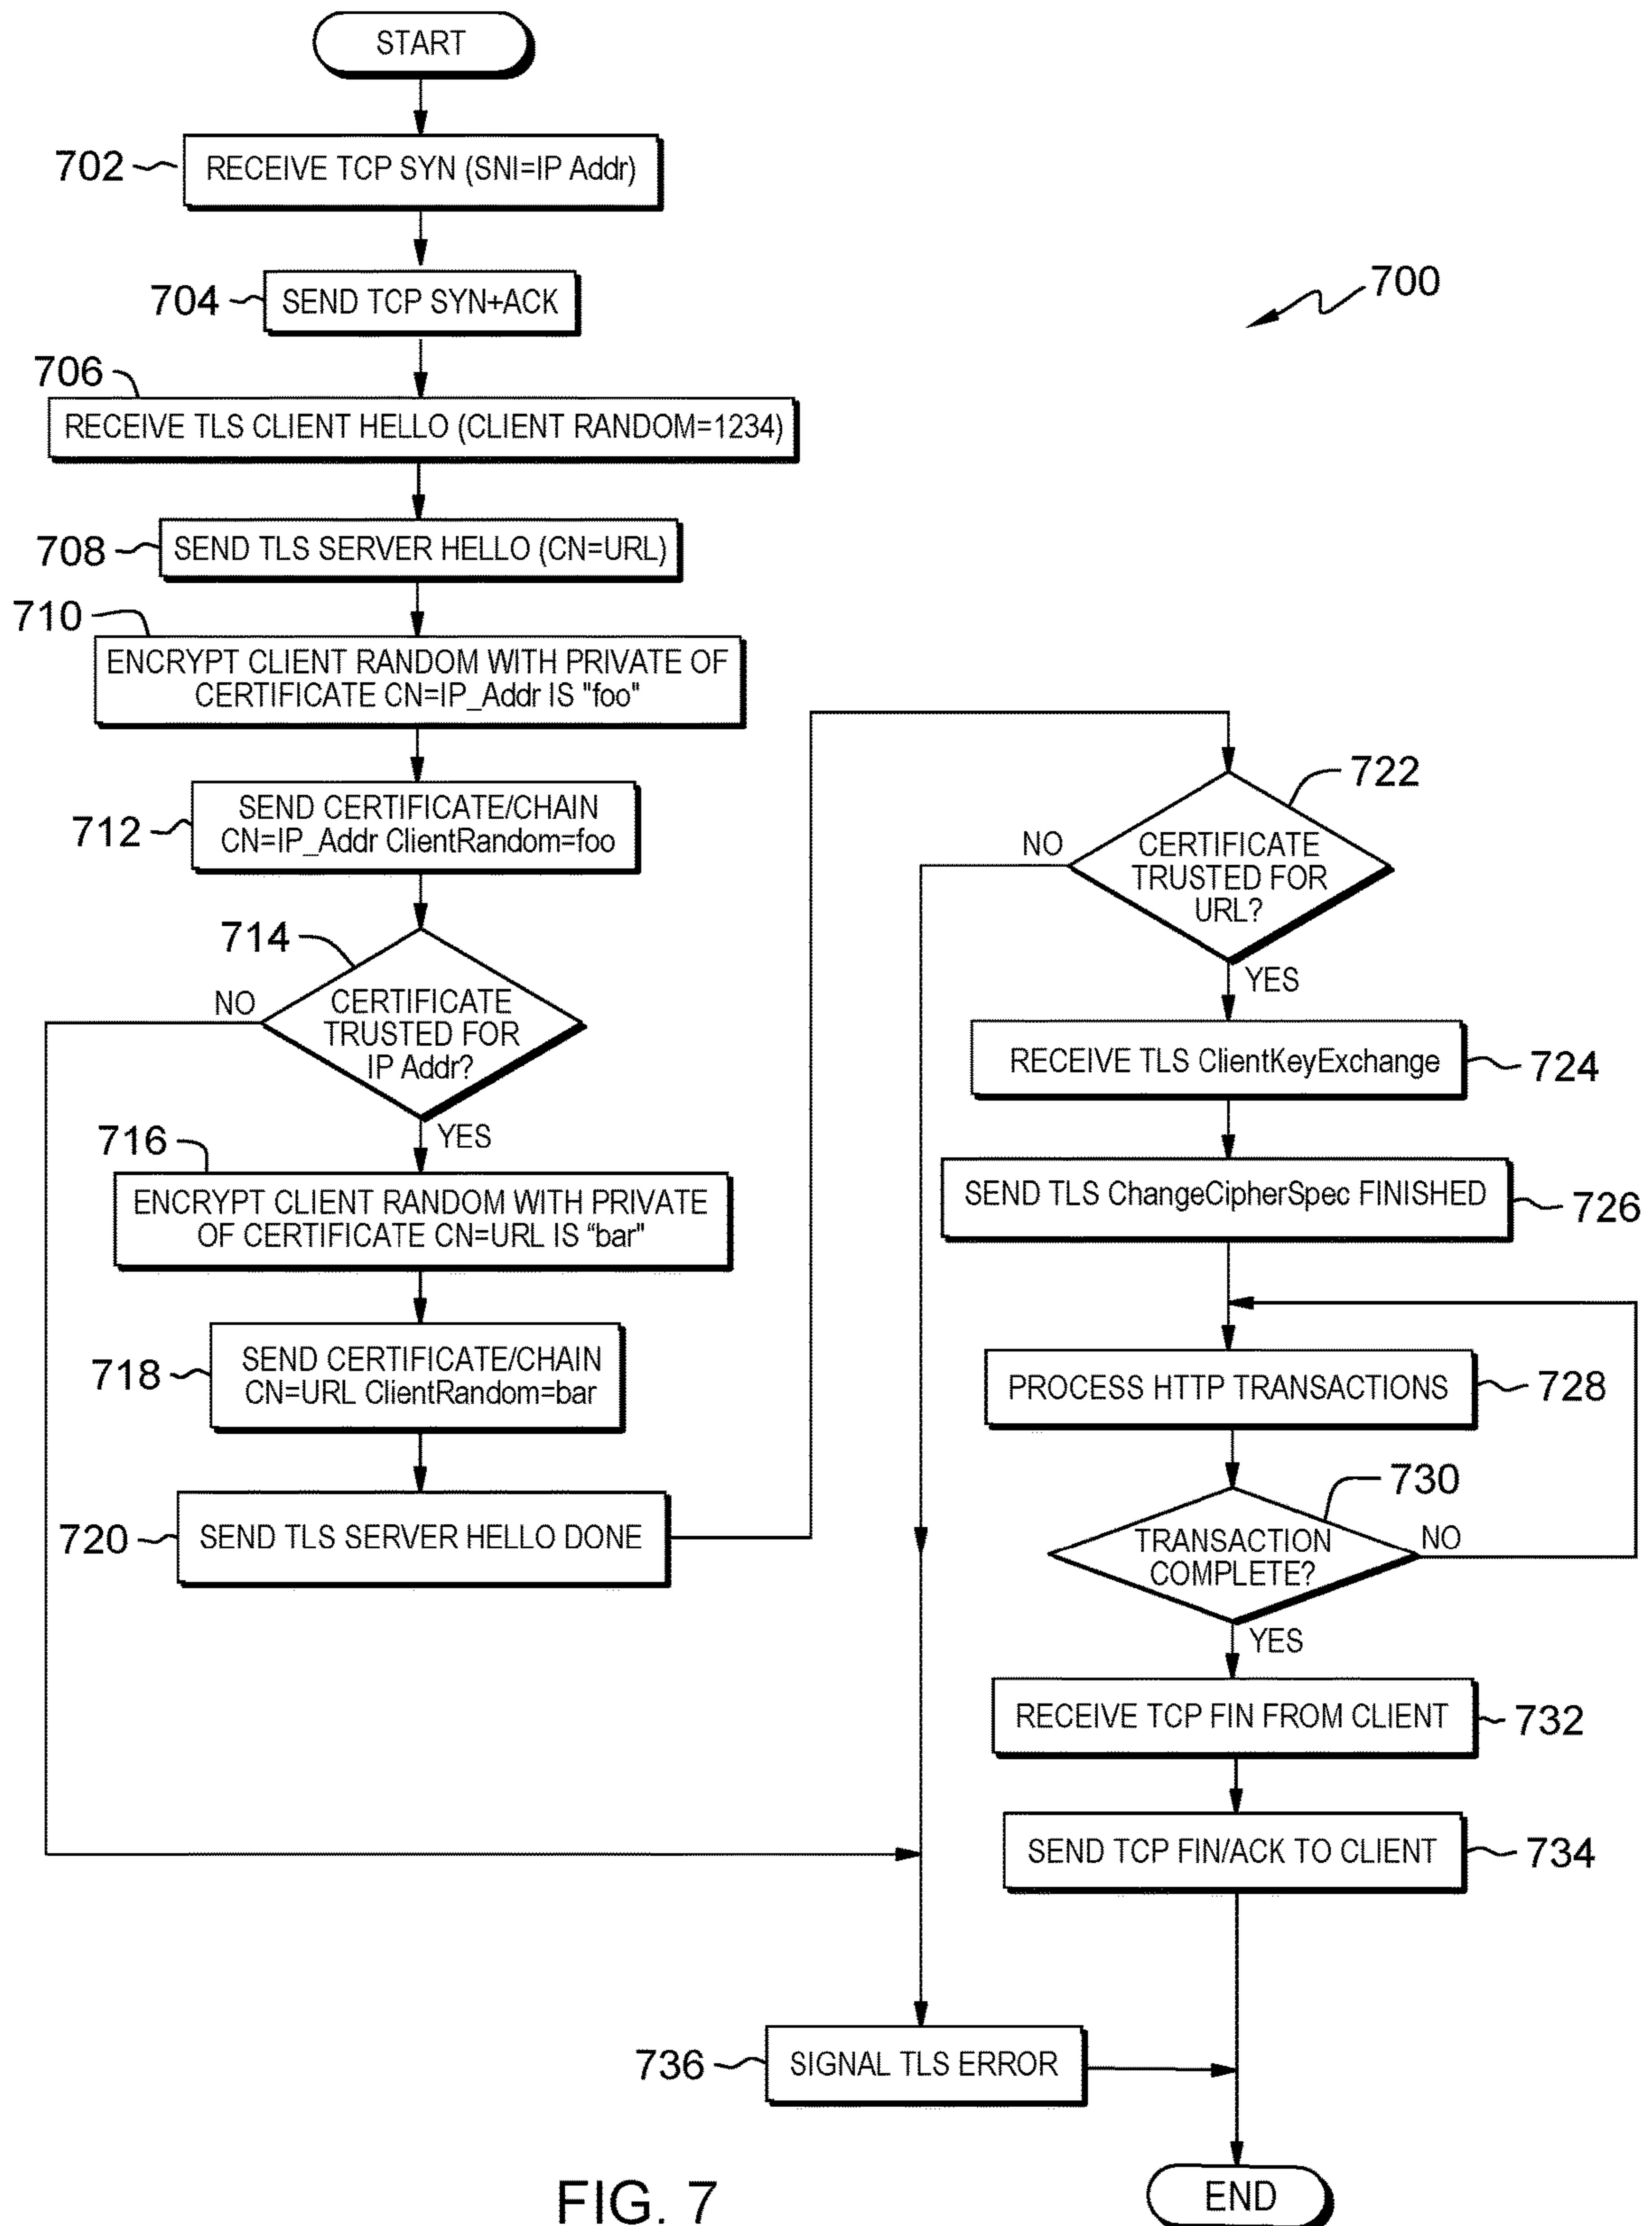 START
702
RECEIVE TCP SYN (SNI=IP Addr)
704
SEND TCP SYN+ACK
700
706
RECEIVE TLS CLIENT HELLO (CLIENT RANDOM=1234)
708
SEND TLS SERVER HELLO (CN=URL)
710
ENCRYPT CLIENT RANDOM WITH PRIVATE OF
CERTIFICATE CN=IP_Addr IS "foo"
712
SEND CERTIFICATE/CHAIN
CN=IP_Addr ClientRandom=foo
714
NO
CERTIFICATE
TRUSTED FOR
IP Addr?
YES
716
ENCRYPT CLIENT RANDOM WITH PRIVATE
OF CERTIFICATE CN=URL IS “bar"
718
SEND CERTIFICATE/CHAIN
CN=URL ClientRandom=bar
720
SEND TLS SERVER HELLO DONE
722
NO
CERTIFICATE
TRUSTED FOR
URL?
YES
RECEIVE TLS ClientKeyExchange
724
SEND TLS ChangeCipherSpec FINISHED
726
PROCESS HTTP TRANSACTIONS
728
730
TRANSACTION
COMPLETE?
NO
YES
RECEIVE TCP FIN FROM CLIENT
732
SEND TCP FIN/ACK TO CLIENT
734
736
SIGNAL TLS ERROR
END
FIG. 7